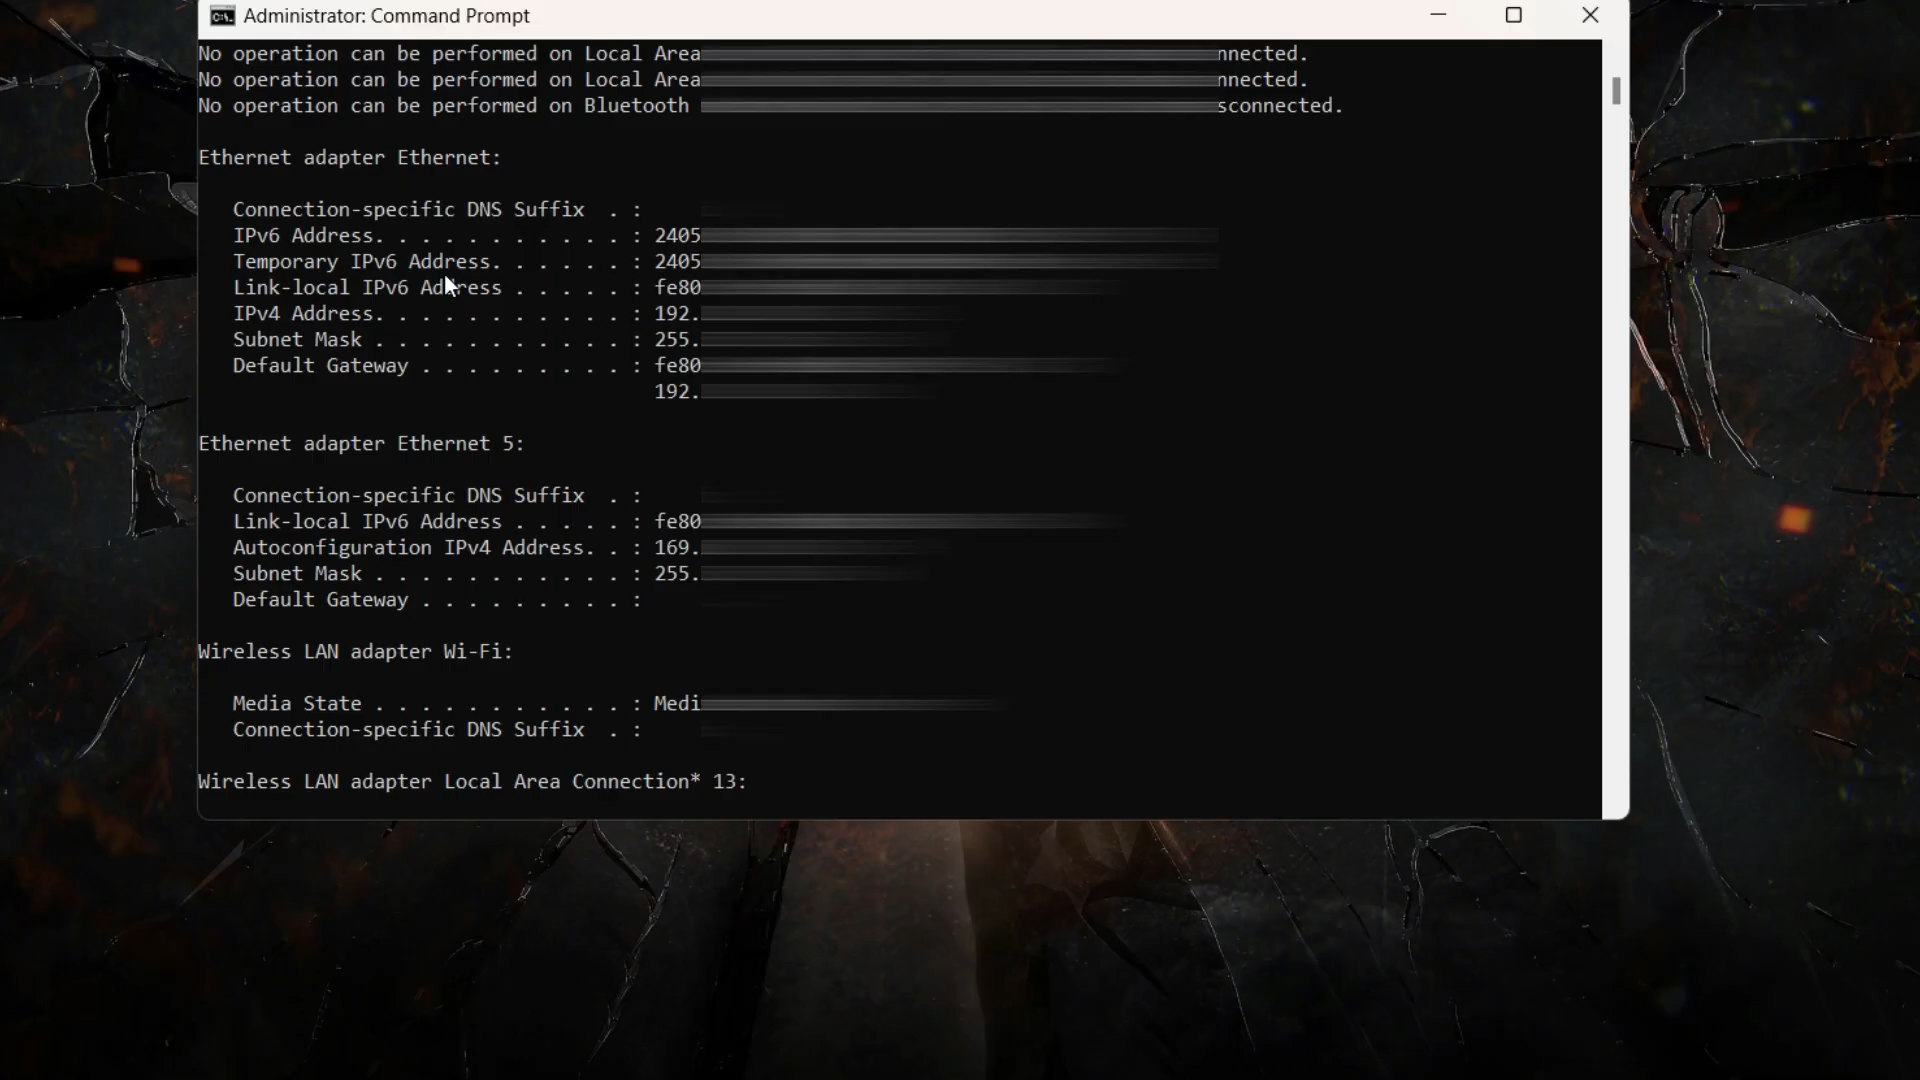 Administrator: Command Prompt
No operation can be performed on Local Area nnected.
No operation can be performed on Local Area nnected.
No operation can be performed on Bluetooth sconnected.
Ethernet adapter Ethernet:
Connection-specific DNS Suffix . :
IPv6 Address. . . . . . . . . . . : 2405
Temporary IPv6 Address. . . . . . : 2405
Link-local IPv6 Address . . . . . : fe80
IPv4 Address. . . . . . . . . . . : 192.
Subnet Mask . . . . . . . . . . . : 255.
Default Gateway . . . . . . . . . : fe80
192.
Ethernet adapter Ethernet 5:
Connection-specific DNS Suffix . :
Link-local IPv6 Address . . . . . : fe80
Autoconfiguration IPv4 Address. . : 169.
Subnet Mask . . . . . . . . . . . : 255.
Default Gateway . . . . . . . . . :
Wireless LAN adapter Wi-Fi:
Media State . . . . . . . . . . . : Medi
Connection-specific DNS Suffix . :
Wireless LAN adapter Local Area Connection* 13: